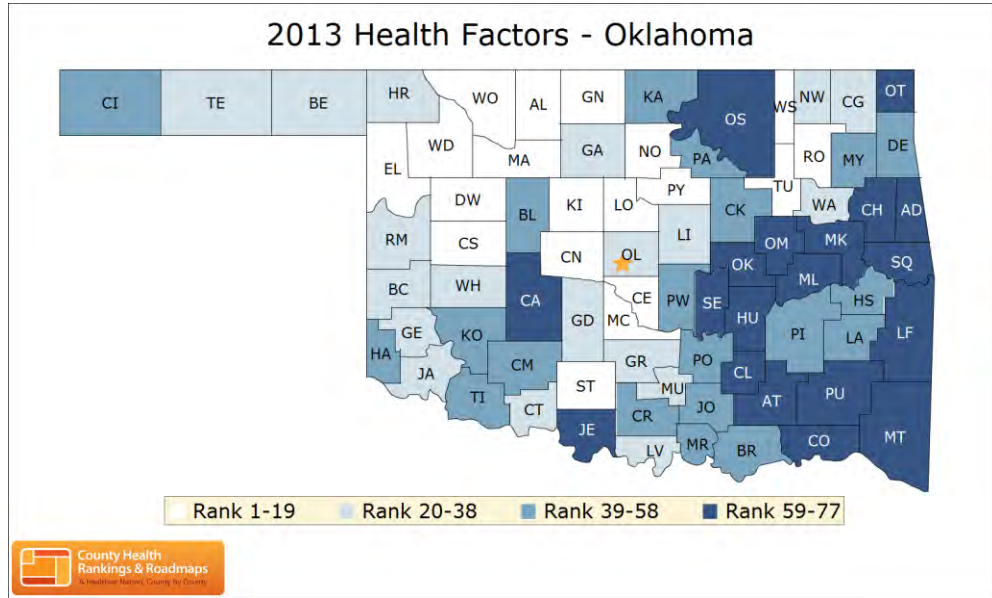 2013 Health Factors - Oklahoma
CI TE BE HR WO AL GN KA OS WS NW CG OT
WD MA GA NO PA RO MY DE
EL
DW BL KI LO PY CK TU WA CH AD
RM CS CN OL LI OM MK
OK SQ
BC WH CA CE PW SE ML HS
GD MC HU LF
GE KO PI LA
HA
JA CM GR PO CL
TI CT ST MU AT PU
CR JO
JE LV MR BR CO MT
Rank 1-19 Rank 20-38 Rank 39-58 Rank 59-77
County Health
Rankings & Roadmaps
A Healthier Nation, County by County